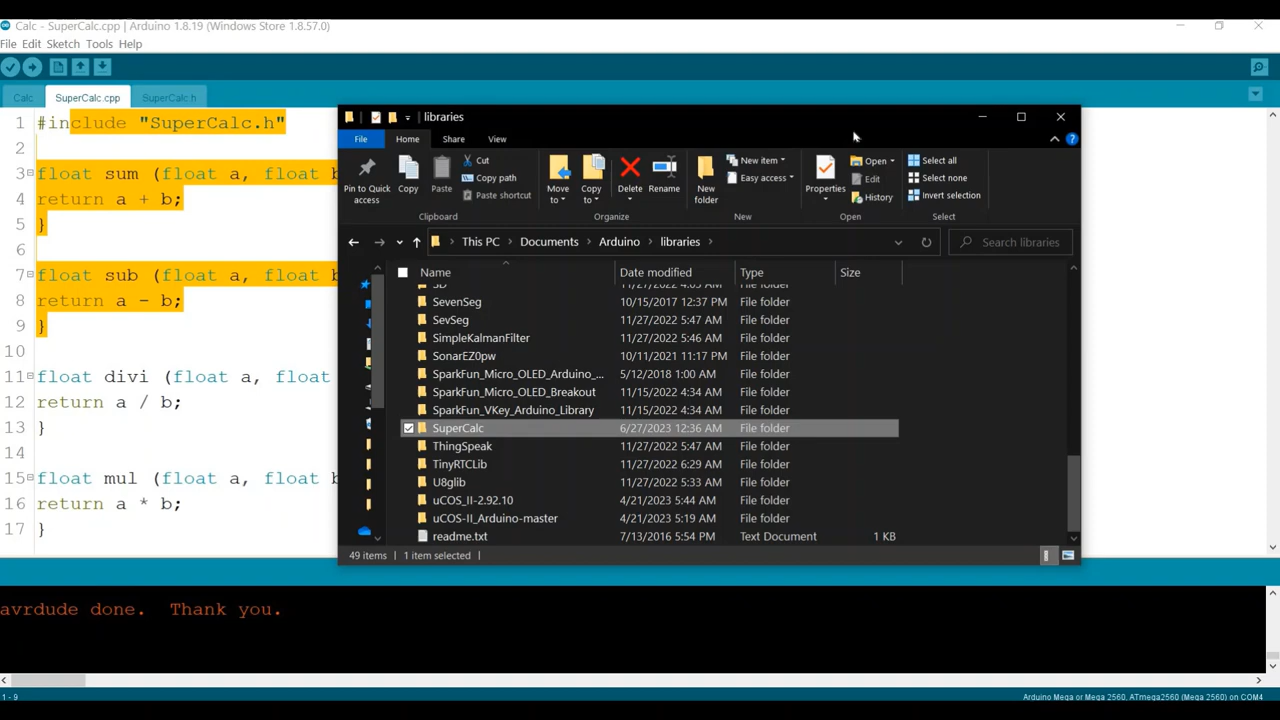 Calc - SuperCalc.cpp | Arduino 1.8.19 (Windows Store 1.8.57.0)
File Edit Sketch Tools Help
Calc SuperCalc.cpp SuperCalc.h
1 #include "SuperCalc.h"
2
3 float sum (float a, float b
4 return a + b;
5 }
6
7 float sub (float a, float b
8 return a - b;
9 }
10
11 float divi (float a, float
12 return a / b;
13 }
14
15 float mul (float a, float b
16 return a * b;
17 }
libraries
File Home Share View
Pin to Quick access
Copy
Paste
Cut
Copy path
Paste shortcut
Clipboard
Move to
Copy to
Delete
Rename
Organize
New folder
New item
Easy access
New
Properties
Open
Edit
History
Open
Select all
Select none
Invert selection
Select
This PC > Documents > Arduino > libraries >
Search libraries
Name Date modified Type Size
SD 11/27/2022 4:05 AM File folder
SevenSeg 10/15/2017 12:37 PM File folder
SevSeg 11/27/2022 5:47 AM File folder
SimpleKalmanFilter 11/27/2022 5:46 AM File folder
SonarEZ0pw 10/11/2021 11:17 PM File folder
SparkFun_Micro_OLED_Arduino_... 5/12/2018 1:00 AM File folder
SparkFun_Micro_OLED_Breakout 11/15/2022 4:34 AM File folder
SparkFun_VKey_Arduino_Library 11/15/2022 4:34 AM File folder
SuperCalc 6/27/2023 12:36 AM File folder
ThingSpeak 11/27/2022 5:47 AM File folder
TinyRTCLib 11/27/2022 6:29 AM File folder
U8glib 11/27/2022 5:33 AM File folder
uCOS_II-2.92.10 4/21/2023 5:44 AM File folder
uCOS-II_Arduino-master 4/21/2023 5:19 AM File folder
readme.txt 7/13/2016 5:54 PM Text Document 1 KB
49 items 1 item selected
avrdude done.  Thank you.
1 - 9
Arduino Mega or Mega 2560, ATmega2560 (Mega 2560) on COM4